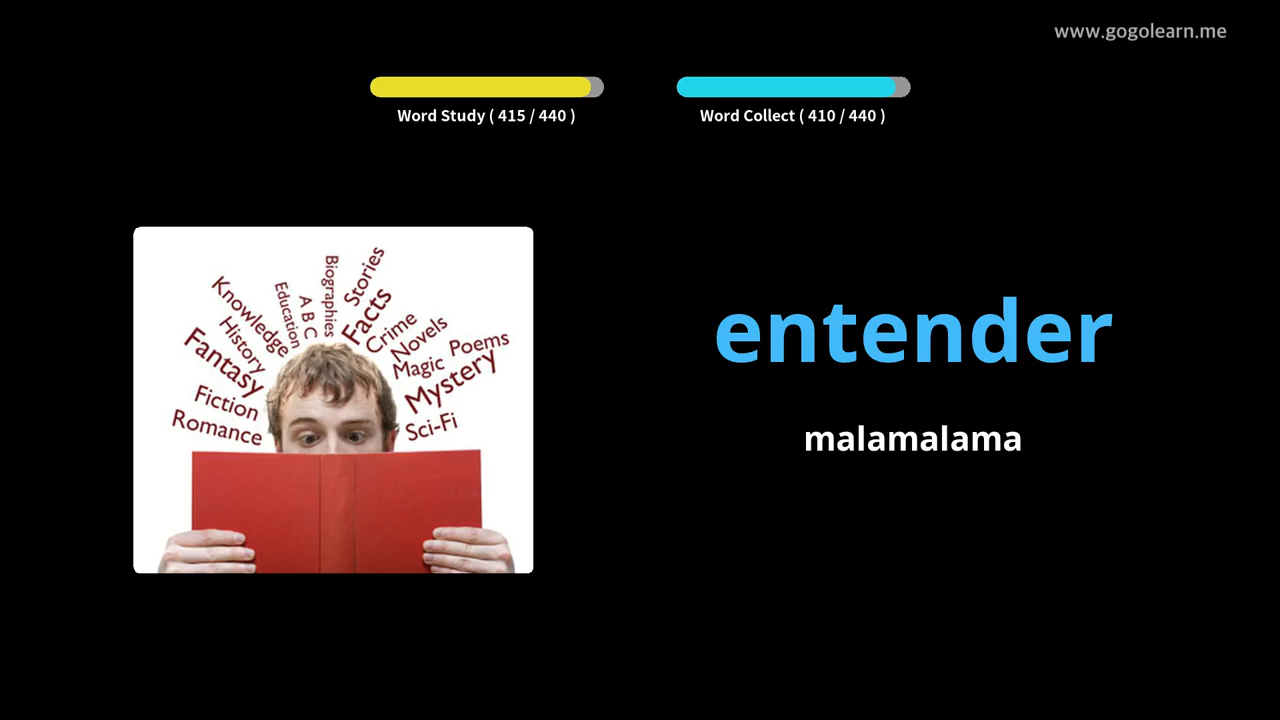 www.gogolearn.me
Word Study ( 415 / 440 )
Word Collect ( 410 / 440 )
Biographies
Stories
Education
A B C
Facts
Knowledge
Crime
History
Novels
Fantasy
Magic
Poems
Fiction
Mystery
Romance
Sci-Fi
entender
malamalama